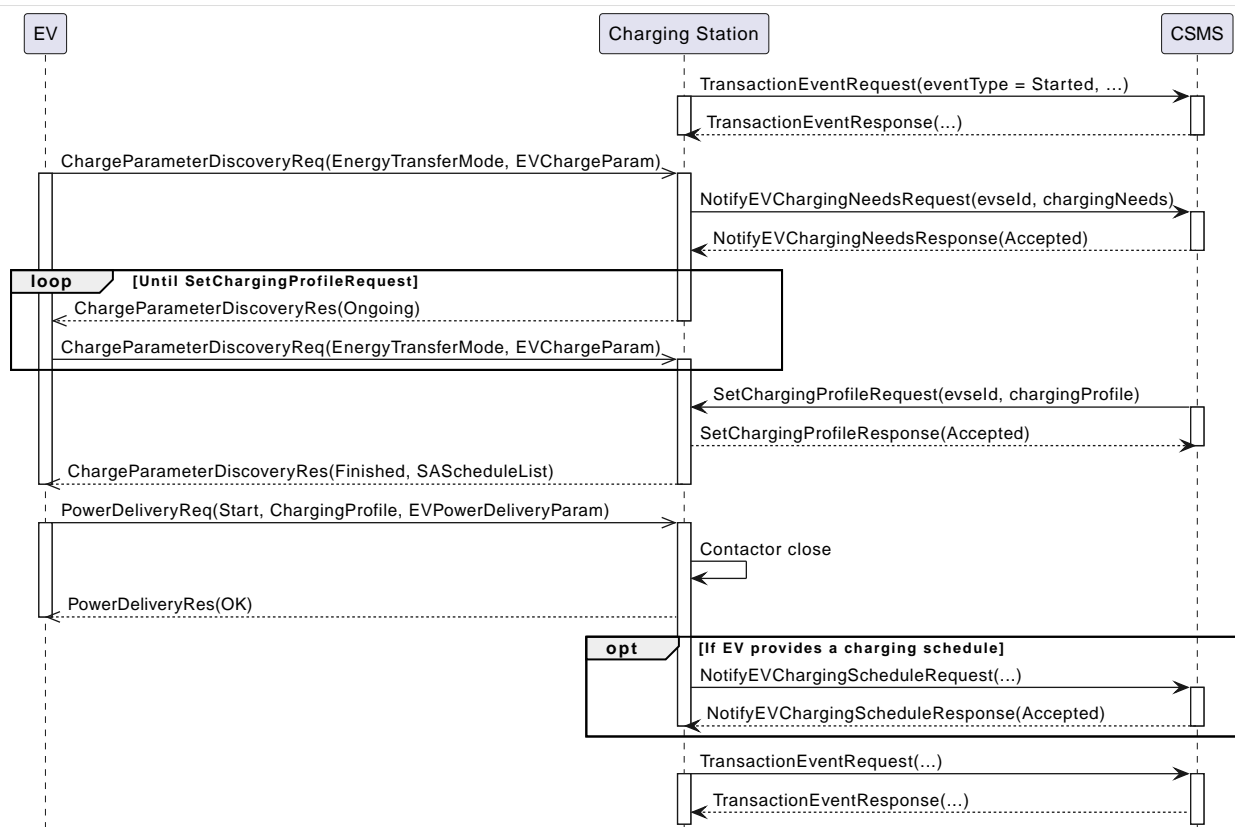 EV
Charging Station
CSMS
TransactionEventRequest(eventType = Started, ...)
TransactionEventResponse(...)
ChargeParameterDiscoveryReq(EnergyTransferMode, EVChargeParam)
NotifyEVChargingNeedsRequest(evseId, chargingNeeds)
NotifyEVChargingNeedsResponse(Accepted)
loop
[Until SetChargingProfileRequest]
ChargeParameterDiscoveryRes(Ongoing)
ChargeParameterDiscoveryReq(EnergyTransferMode, EVChargeParam)
SetChargingProfileRequest(evseId, chargingProfile)
SetChargingProfileResponse(Accepted)
ChargeParameterDiscoveryRes(Finished, SAScheduleList)
PowerDeliveryReq(Start, ChargingProfile, EVPowerDeliveryParam)
Contactor close
PowerDeliveryRes(OK)
opt
[If EV provides a charging schedule]
NotifyEVChargingScheduleRequest(...)
NotifyEVChargingScheduleResponse(Accepted)
TransactionEventRequest(...)
TransactionEventResponse(...)